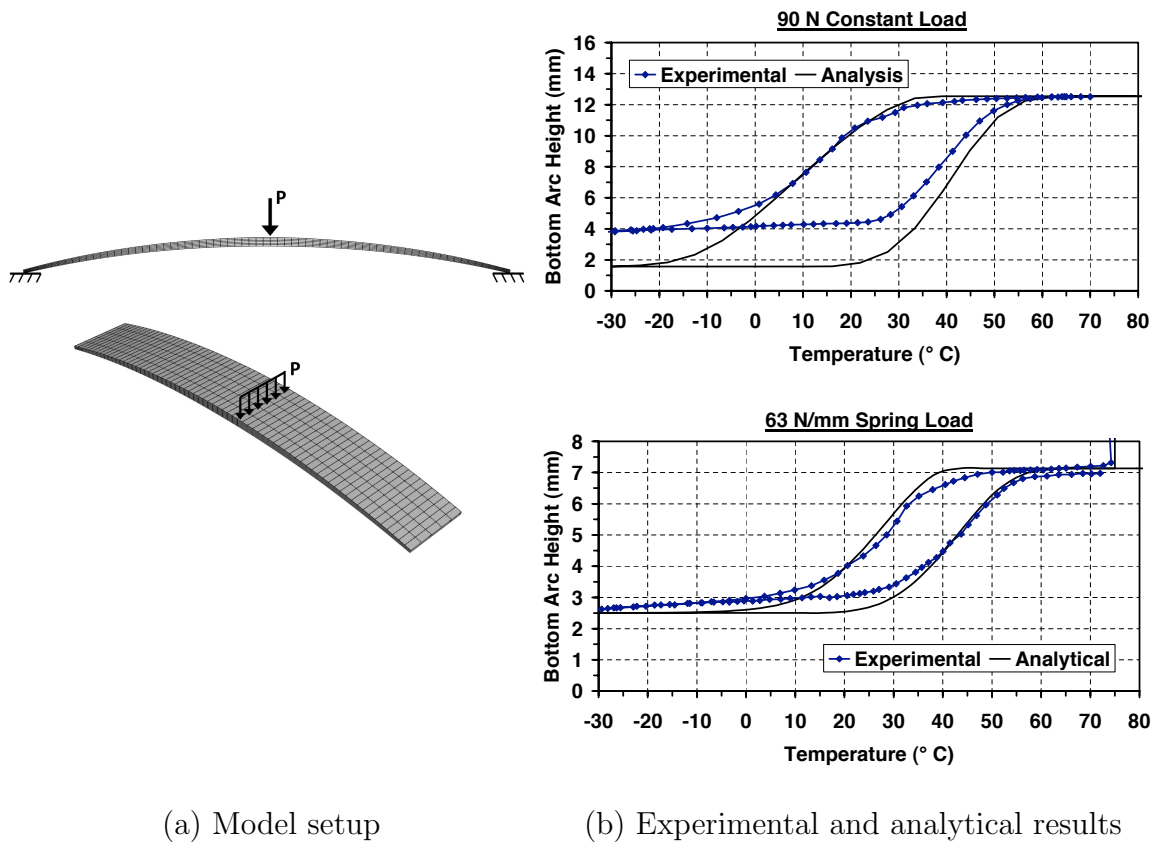 P
P
(a) Model setup
90 N Constant Load
Bottom Arc Height (mm)
16
14
12
10
8
6
4
2
0
Experimental Analysis
-30 -20 -10 0 10 20 30 40 50 60 70 80
Temperature (° C)
63 N/mm Spring Load
Bottom Arc Height (mm)
8
7
6
5
4
3
2
1
0
Experimental Analytical
-30 -20 -10 0 10 20 30 40 50 60 70 80
Temperature (° C)
(b) Experimental and analytical results